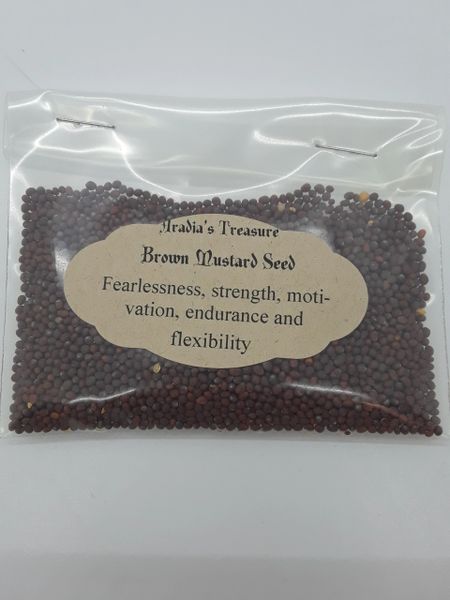 Aradia's Treasure
Brown Mustard Seed
Fearlessness, strength, moti-
vation, endurance and
flexibility